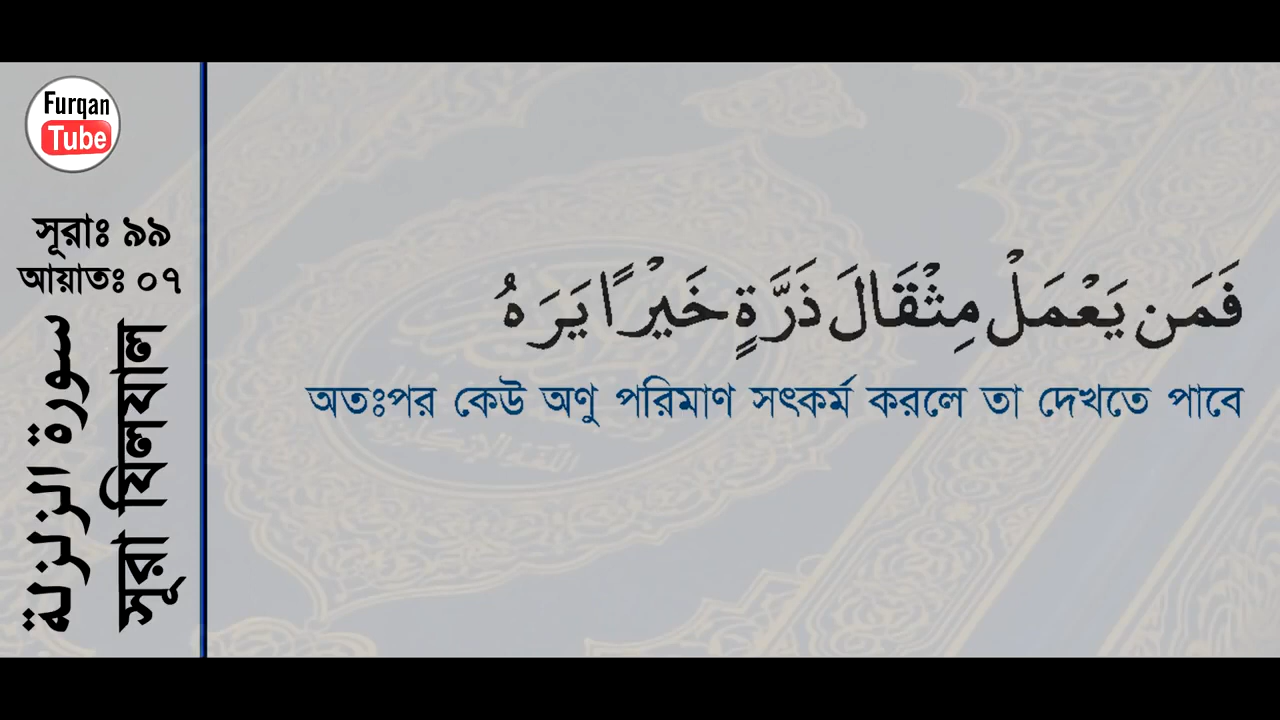 Furqan
Tube
সূরাঃ ৯৯
আয়াতঃ ০৭
سورة الزلزلة
সূরা যিলযাল
فَمَن يَعْمَلْ مِثْقَالَ ذَرَّةٍ خَيْرًا يَرَهُ
অতঃপর কেউ অণু পরিমাণ সৎকর্ম করলে তা দেখতে পাবে